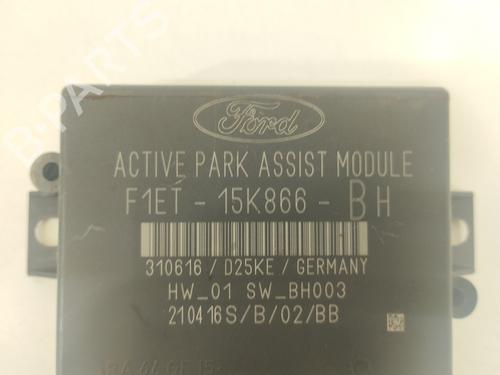 B-PARTS
Ford
ACTIVE PARK ASSIST MODULE
F1ET - 15K866 - BH
310616 / D25KE / GERMANY
HW_01 SW_BH003
210416S/B/02/BB